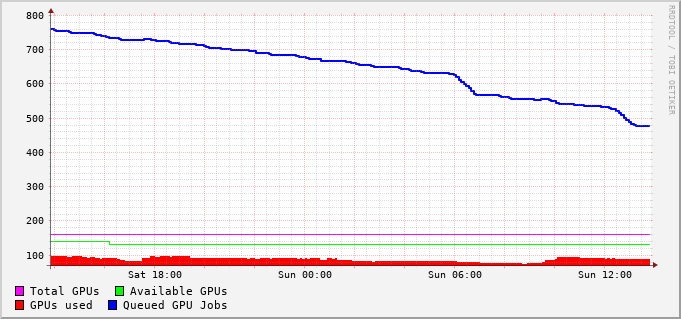 800
700
600
500
400
300
200
100
Sat 18:00 Sun 00:00 Sun 06:00 Sun 12:00
Total GPUs Available GPUs
GPUs used Queued GPU Jobs
RRDTOOL / TOBI OETIKER